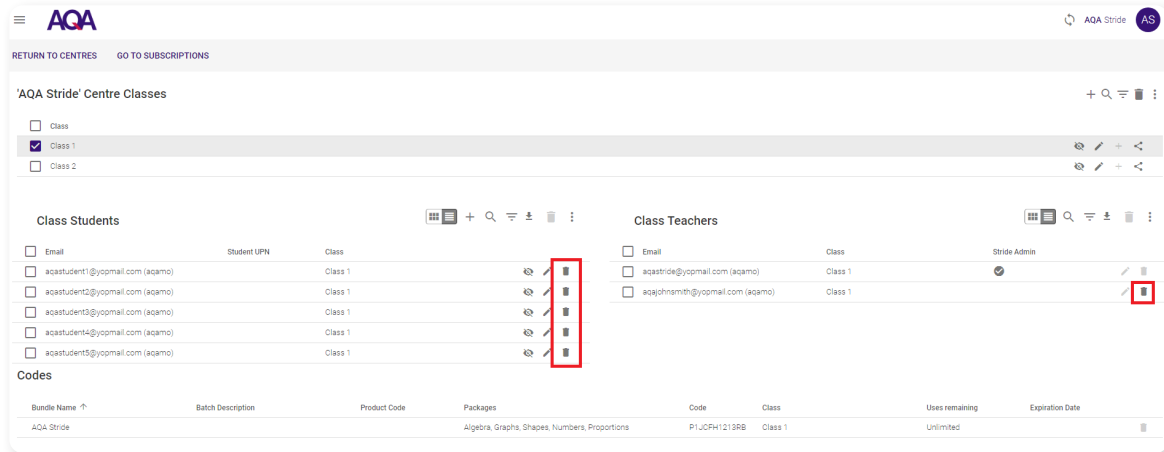 AQA
AQA Stride AS
RETURN TO CENTRES GO TO SUBSCRIPTIONS
'AQA Stride' Centre Classes
Class
Class 1
Class 2
Class Students
Email Student UPN Class
aqastudent1@yopmail.com (aqamo) Class 1
aqastudent2@yopmail.com (aqamo) Class 1
aqastudent3@yopmail.com (aqamo) Class 1
aqastudent4@yopmail.com (aqamo) Class 1
aqastudent5@yopmail.com (aqamo) Class 1
Class Teachers
Email Class Stride Admin
aqastride@yopmail.com (aqamo) Class 1
aqajohnsmith@yopmail.com (aqamo) Class 1
Codes
Bundle Name Batch Description Product Code Packages Code Class Uses remaining Expiration Date
AQA Stride Algebra, Graphs, Shapes, Numbers, Proportions P1JCFH1213RB Class 1 Unlimited